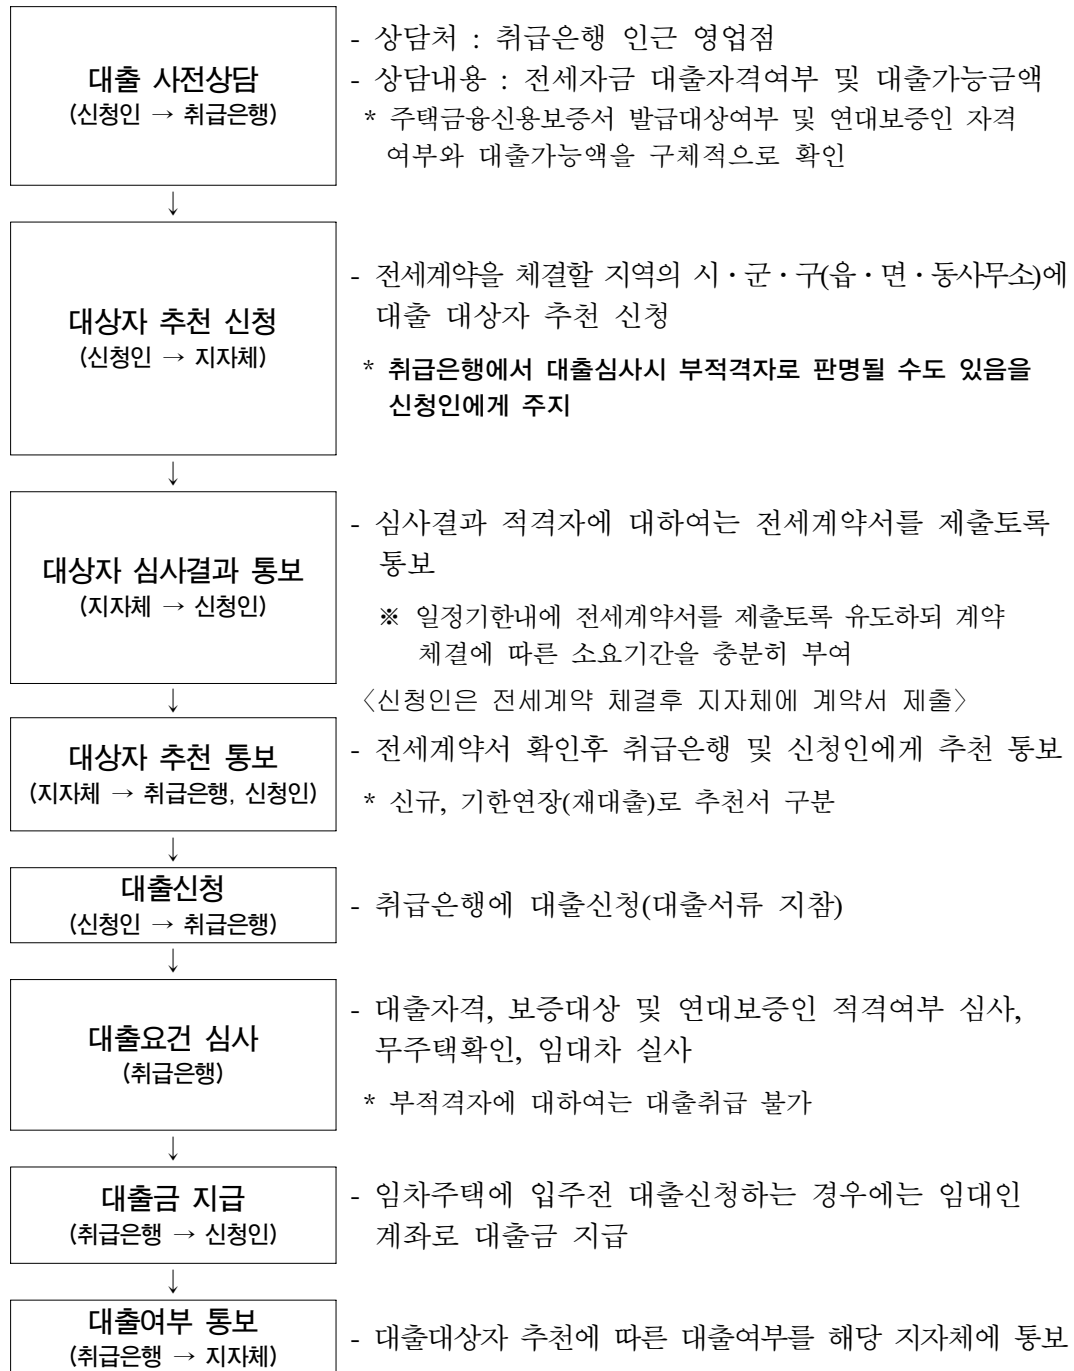 대출 사전상담
(신청인 → 취급은행)
- 상담처 : 취급은행 인근 영업점
- 상담내용 : 전세자금 대출자격여부 및 대출가능금액
* 주택금융신용보증서 발급대상여부 및 연대보증인 자격
여부와 대출가능액을 구체적으로 확인
↓
대상자 추천 신청
(신청인 → 지자체)
- 전세계약을 체결할 지역의 시・군・구(읍・면・동사무소)에
대출 대상자 추천 신청
* 취급은행에서 대출심사시 부적격자로 판명될 수도 있음을
신청인에게 주지
↓
대상자 심사결과 통보
(지자체 → 신청인)
- 심사결과 적격자에 대하여는 전세계약서를 제출토록
통보
※ 일정기한내에 전세계약서를 제출토록 유도하되 계약
체결에 따른 소요기간을 충분히 부여
↓
〈신청인은 전세계약 체결후 지자체에 계약서 제출〉
대상자 추천 통보
(지자체 → 취급은행, 신청인)
- 전세계약서 확인후 취급은행 및 신청인에게 추천 통보
* 신규, 기한연장(재대출)로 추천서 구분
↓
대출신청
(신청인 → 취급은행)
- 취급은행에 대출신청(대출서류 지참)
↓
대출요건 심사
(취급은행)
- 대출자격, 보증대상 및 연대보증인 적격여부 심사,
무주택확인, 임대차 실사
* 부적격자에 대하여는 대출취급 불가
↓
대출금 지급
(취급은행 → 신청인)
- 임차주택에 입주전 대출신청하는 경우에는 임대인
계좌로 대출금 지급
↓
대출여부 통보
(취급은행 → 지자체)
- 대출대상자 추천에 따른 대출여부를 해당 지자체에 통보